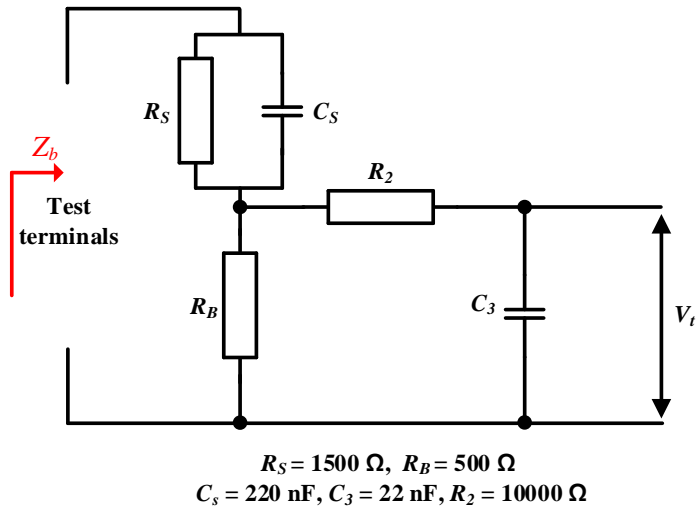 R_S
C_S
Z_b
R_2
Test
terminals
R_B
C_3
V_t
R_S = 1500 Ω, R_B = 500 Ω
C_s = 220 nF, C_3 = 22 nF, R_2 = 10000 Ω